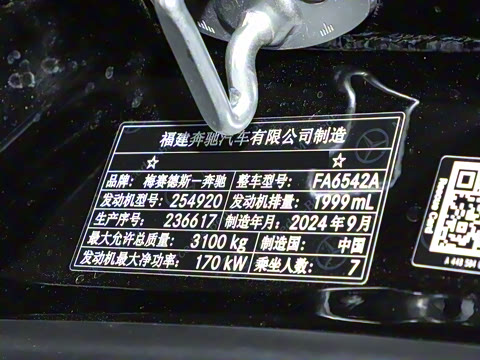 福建奔驰汽车有限公司制造
☆ ☆
品牌: 梅赛德斯-奔驰 整车型号: FA6542A
发动机型号: 254920 发动机排量: 1999mL
生产序号: 236617 制造年月: 2024年9月
最大允许总质量: 3100kg 制造国: 中国
发动机最大净功率: 170kW 乘坐人数: 7
Rescue Card